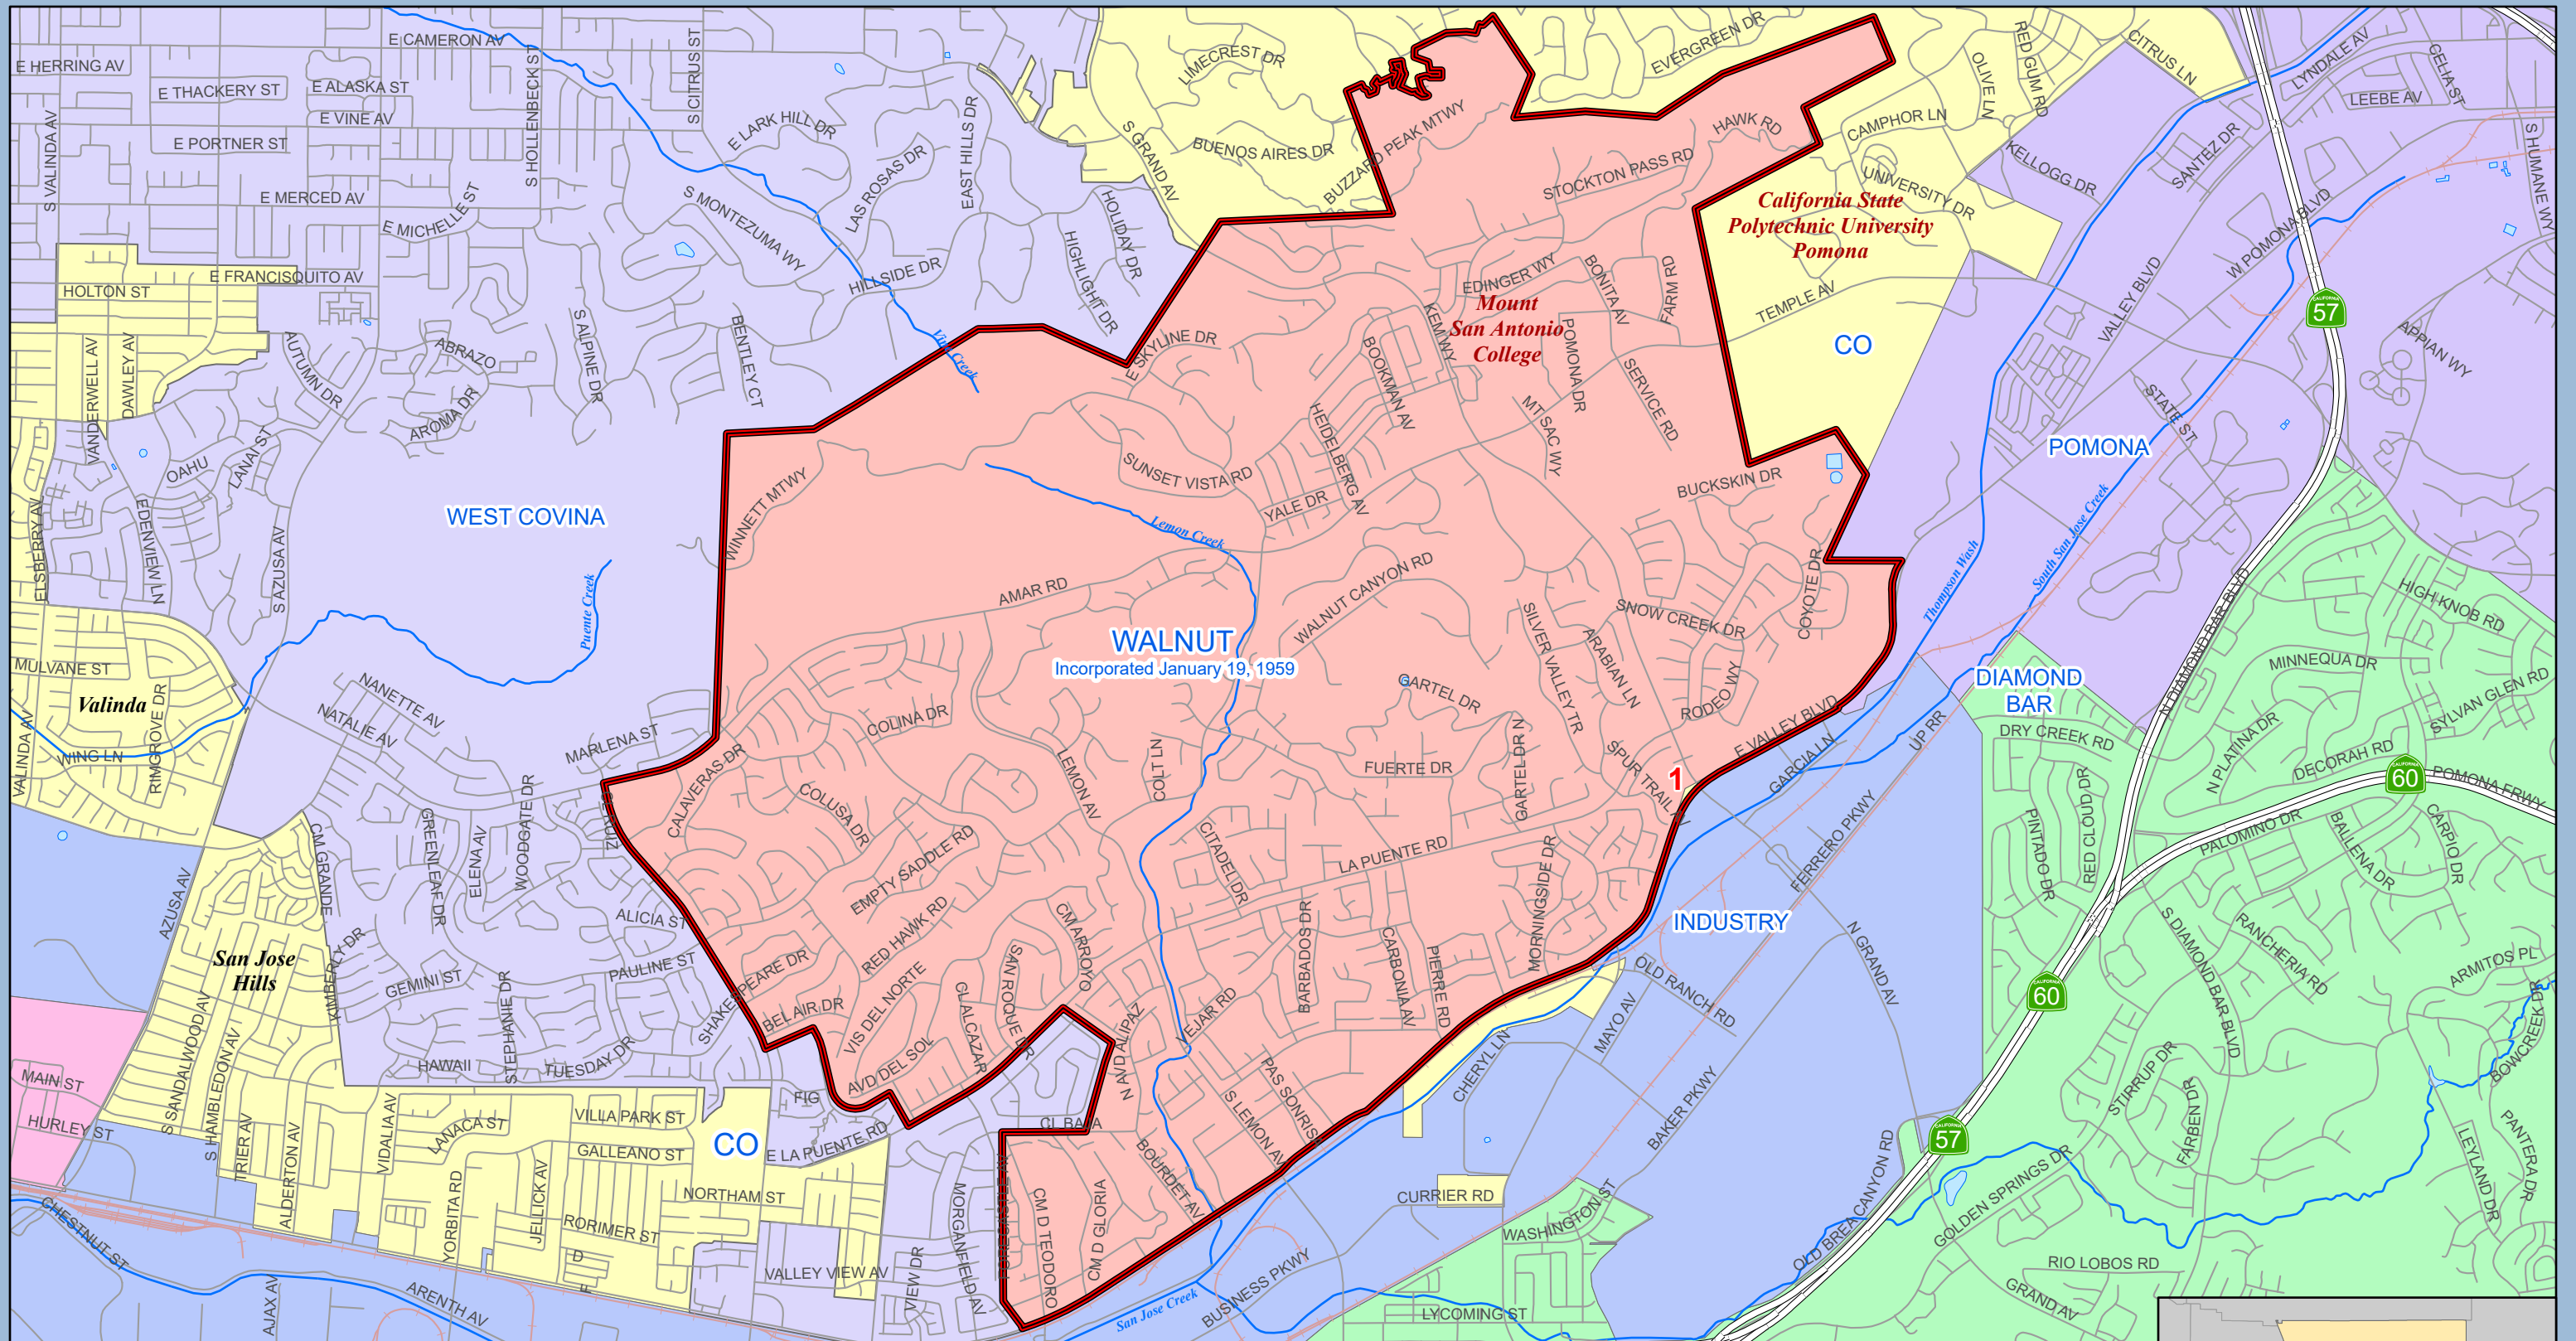 E CAMERON AV
E HERRING AV
E THACKERY ST
E ALASKA ST
E VINE AV
E PORTNER ST
E MERCED AV
E MICHELLE ST
S VALINDA AV
S HOLLENBECK ST
S CITRUS ST
E LARK HILL DR
LAS ROSAS DR
EAST HILLS DR
S MONTEZUMA WY
HILLSIDE DR
HOLIDAY DR
HIGHLIGHT DR
LIMECREST DR
S GRAND AV
BUENOS AIRES DR
BUZZARD PEAK MTWY
EVERGREEN DR
HAWK RD
STOCKTON PASS RD
CAMPHOR LN
OLIVE LN
RED GUM RD
CITRUS LN
UNIVERSITY DR
KELLOGG DR
SANTEZ DR
LYNDALE AV
LEEBE AV
CELIA ST
S HUMANE WY
W POMONA BLVD
VALLEY BLVD
California State
Polytechnic University
Pomona
TEMPLE AV
CO
57
APPIAN WY
E FRANCISQUITO AV
HOLTON ST
VANDERWELL AV
DAWLEY AV
AUTUMN DR
ABRAZO
AROMA DR
S ALPINE DR
BENTLEY CT
Vine Creek
E SKYLINE DR
EDINGER WY
Mount
San Antonio
College
KEM WY
BONITA AV
FARM RD
POMONA DR
SERVICE RD
BOOKMAN AV
HEIDELBERG AV
MT SAC WY
SUNSET VISTA RD
YALE DR
BUCKSKIN DR
STATE ST
POMONA
OAHU
LANAI ST
EDENVIEW LN
ELSBERRY AV
S AZUSA AV
WEST COVINA
WINNETT MTWY
Lemon Creek
Puente Creek
AMAR RD
WALNUT
Incorporated January 19, 1959
WALNUT CANYON RD
SILVER VALLEY TR
ARABIAN LN
SNOW CREEK DR
COYOTE DR
RODEO WY
Thompson Wash
South San Jose Creek
N DIAMOND BAR BLVD
HIGH KNOB RD
MINNEQUA DR
SYLVAN GLEN RD
DIAMOND
BAR
DRY CREEK RD
N PLATINA DR
DECORAH RD
60
POMONA FRWY
MULVANE ST
Valinda
RIMGROVE DR
WING LN
VALINDA AV
NANETTE AV
NATALIE AV
MARLENA ST
CALAVERAS DR
COLINA DR
COLUSA DR
LEMON AV
COLT LN
GARTEL DR
GARTEL DR N
FUERTE DR
SPUR TRAIL AV
1
E VALLEY BLVD
GARCIA LN
UP RR
FERRERO PKWY
PINTADO DR
RED CLOUD DR
PALOMINO DR
BALLENA DR
CARPIO DR
AZUSA AV
CM GRANDE
GREENLEAF DR
ELENA AV
WOODGATE DR
ALICIA ST
EMPTY SADDLE RD
RED HAWK RD
CITADEL DR
LA PUENTE RD
MORNINGSIDE DR
INDUSTRY
N GRAND AV
S DIAMOND BAR BLVD
RANCHERIA RD
ARMITOS PL
San Jose
Hills
KIMBERLY DR
GEMINI ST
STEPHANIE DR
PAULINE ST
SHAKESPEARE DR
BEL AIR DR
VIS DEL NORTE
CL ALCAZAR
SAN ROQUE DR
CM ARROYO
BARBADOS DR
CARBONIA AV
PIERRE RD
OLD RANCH RD
MAYO AV
60
BOWCREEK DR
MAIN ST
HURLEY ST
S SANDALWOOD AV
S HAMBLEDON AV
HAWAII
TUESDAY DR
AVD DEL SOL
N AVD ALIPAZ
VEJAR RD
PAS SONRISA
S LEMON AV
CHERYL LN
BAKER PKWY
STIRRUP DR
FARBEN DR
PANTERA DR
LEYLAND DR
57
TRIER AV
ALDERTON AV
VIDALIA AV
LANACA ST
VILLA PARK ST
GALLEANO ST
CO
FIG
E LA PUENTE RD
CL BAJA
BOURDET AV
CURRIER RD
WASHINGTON ST
OLD BREA CANYON RD
GOLDEN SPRINGS DR
YORBITA RD
JELLICK AV
NORTHAM ST
RORIMER ST
D
F
MORGANFIELD AV
CM D TEODORO
CM D GLORIA
CHESTNUT ST
AJAX AV
ARENTH AV
VALLEY VIEW AV
VIEW DR
San Jose Creek
BUSINESS PKWY
LYCOMING ST
RIO LOBOS RD
GRAND AV